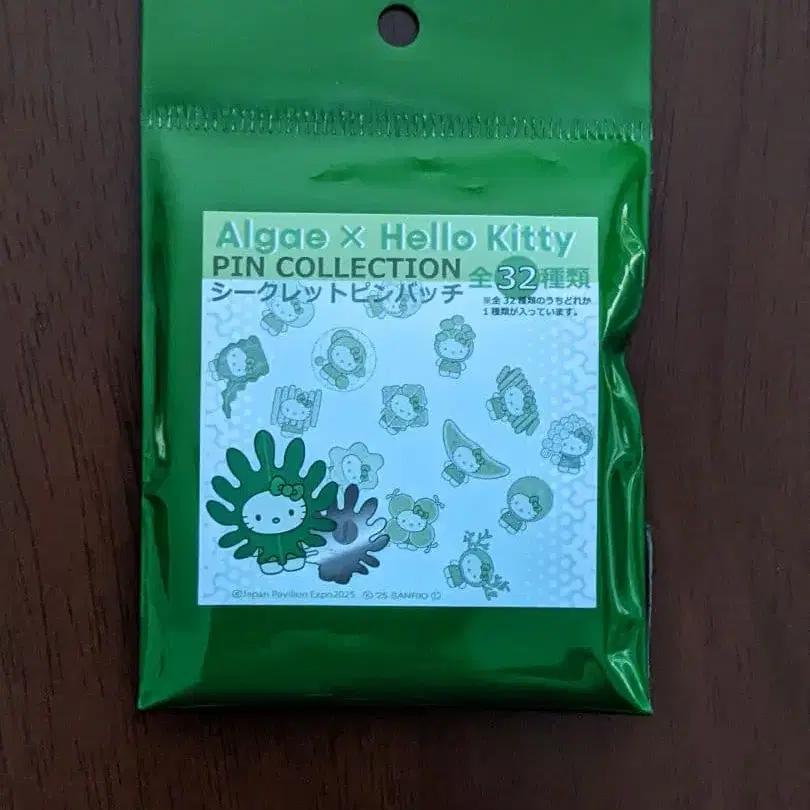 Algae × Hello Kitty
PIN COLLECTION
シークレットピンバッチ
全32種類
※全32種類のうちどれか
1種類が入っています。
©Japan Pavilion Expo2025 © '25 SANRIO Ⓛ